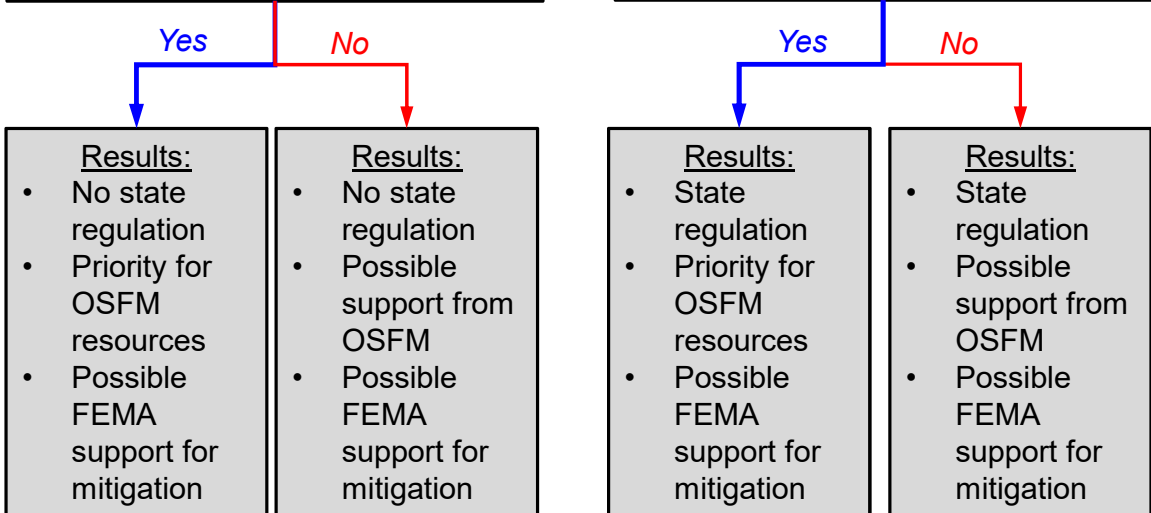 Yes
No
Results:
• No state
regulation
• Priority for
OSFM
resources
• Possible
FEMA
support for
mitigation
Results:
• No state
regulation
• Possible
support from
OSFM
• Possible
FEMA
support for
mitigation
Yes
No
Results:
• State
regulation
• Priority for
OSFM
resources
• Possible
FEMA
support for
mitigation
Results:
• State
regulation
• Possible
support from
OSFM
• Possible
FEMA
support for
mitigation